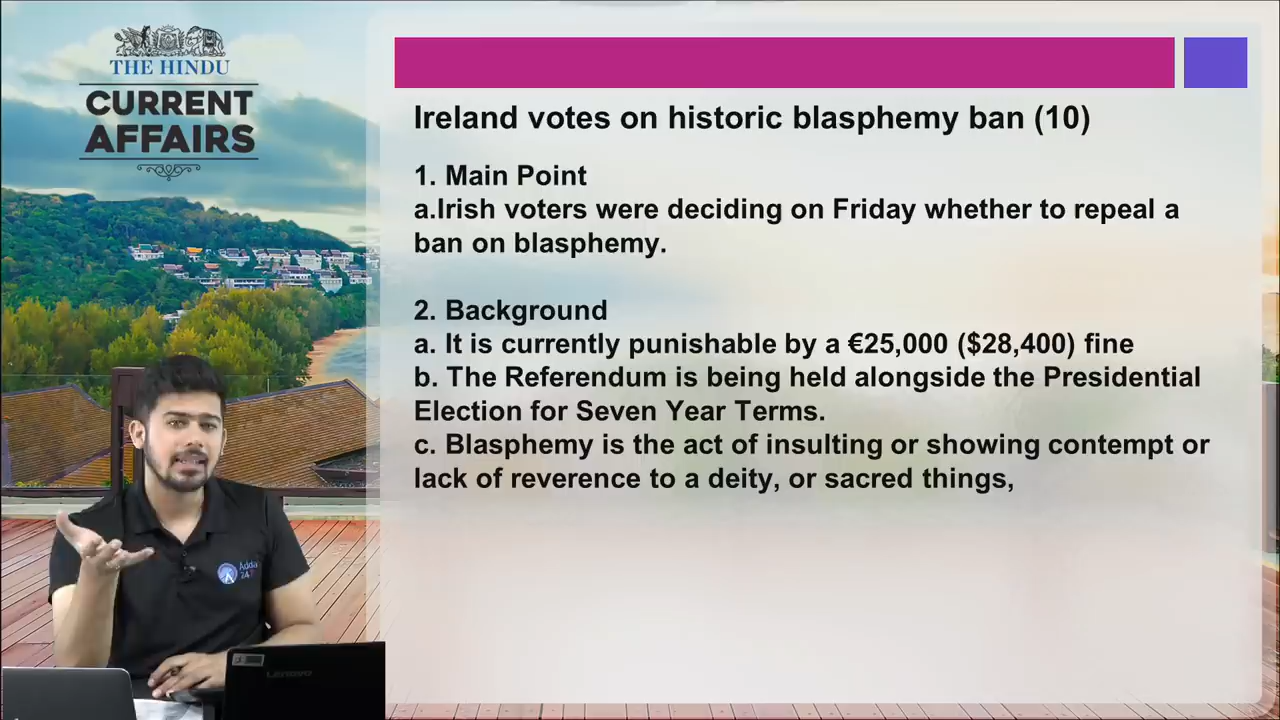 THE HINDU
CURRENT
AFFAIRS
Ireland votes on historic blasphemy ban (10)
1. Main Point
a.Irish voters were deciding on Friday whether to repeal a
ban on blasphemy.
2. Background
a. It is currently punishable by a €25,000 ($28,400) fine
b. The Referendum is being held alongside the Presidential
Election for Seven Year Terms.
c. Blasphemy is the act of insulting or showing contempt or
lack of reverence to a deity, or sacred things,
Adda
24
lenovo